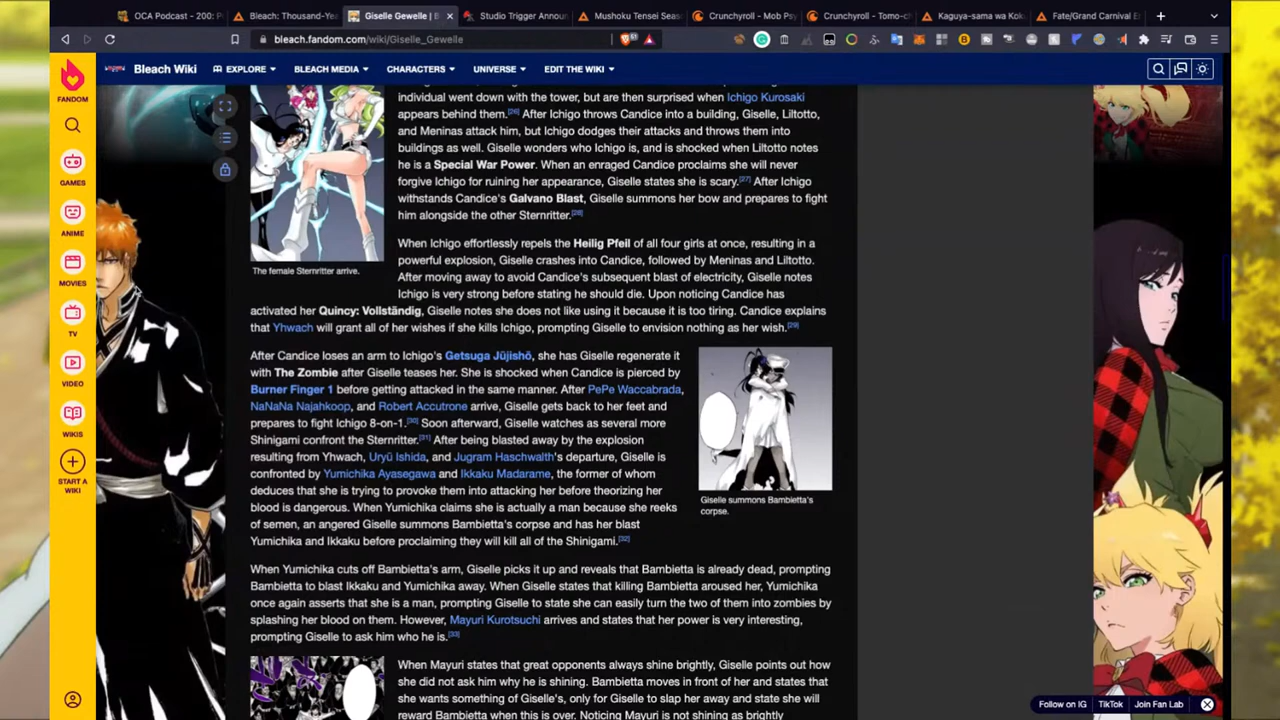 OCA Podcast - 200: P
Bleach: Thousand-Yea
Giselle Gewelle | B
Studio Trigger Annou
Mushoku Tensei Seas
Crunchyroll - Mob Psy
Crunchyroll - Tomo-ch
Kaguya-sama wa Kok
Fate/Grand Carnival E
bleach.fandom.com/wiki/Giselle_Gewelle
Bleach Wiki
EXPLORE
BLEACH MEDIA
CHARACTERS
UNIVERSE
EDIT THE WIKI
FANDOM
GAMES
ANIME
MOVIES
TV
VIDEO
WIKIS
START A
WIKI
individual went down with the tower, but are then surprised when Ichigo Kurosaki
appears behind them.[26] After Ichigo throws Candice into a building, Giselle, Liltotto,
and Meninas attack him, but Ichigo dodges their attacks and throws them into
buildings as well. Giselle wonders who Ichigo is, and is shocked when Liltotto notes
he is a Special War Power. When an enraged Candice proclaims she will never
forgive Ichigo for ruining her appearance, Giselle states she is scary.[27] After Ichigo
withstands Candice's Galvano Blast, Giselle summons her bow and prepares to fight
him alongside the other Sternritter.[28]
The female Sternritter arrive.
When Ichigo effortlessly repels the Heilig Pfeil of all four girls at once, resulting in a
powerful explosion, Giselle crashes into Candice, followed by Meninas and Liltotto.
After moving away to avoid Candice's subsequent blast of electricity, Giselle notes
Ichigo is very strong before stating he should die. Upon noticing Candice has
activated her Quincy: Vollständig, Giselle notes she does not like using it because it is too tiring. Candice explains
that Yhwach will grant all of her wishes if she kills Ichigo, prompting Giselle to envision nothing as her wish.[29]
After Candice loses an arm to Ichigo's Getsuga Jūjishō, she has Giselle regenerate it
with The Zombie after Giselle teases her. She is shocked when Candice is pierced by
Burner Finger 1 before getting attacked in the same manner. After PePe Waccabrada,
NaNaNa Najahkoop, and Robert Accutrone arrive, Giselle gets back to her feet and
prepares to fight Ichigo 8-on-1.[30] Soon afterward, Giselle watches as several more
Shinigami confront the Sternritter.[31] After being blasted away by the explosion
resulting from Yhwach, Uryū Ishida, and Jugram Haschwalth's departure, Giselle is
confronted by Yumichika Ayasegawa and Ikkaku Madarame, the former of whom
deduces that she is trying to provoke them into attacking her before theorizing her
blood is dangerous. When Yumichika claims she is actually a man because she reeks
of semen, an angered Giselle summons Bambietta's corpse and has her blast
Yumichika and Ikkaku before proclaiming they will kill all of the Shinigami.[32]
Giselle summons Bambietta's
corpse.
When Yumichika cuts off Bambietta's arm, Giselle picks it up and reveals that Bambietta is already dead, prompting
Bambietta to blast Ikkaku and Yumichika away. When Giselle states that killing Bambietta aroused her, Yumichika
once again asserts that she is a man, prompting Giselle to state she can easily turn the two of them into zombies by
splashing her blood on them. However, Mayuri Kurotsuchi arrives and states that her power is very interesting,
prompting Giselle to ask him who he is.[33]
When Mayuri states that great opponents always shine brightly, Giselle points out how
she did not ask him why he is shining. Bambietta moves in front of her and states that
she wants something of Giselle's, only for Giselle to slap her away and state she will
reward Bambietta when this is over. Noticing Mayuri is not shining as brightly
Follow on IG
TikTok
Join Fan Lab